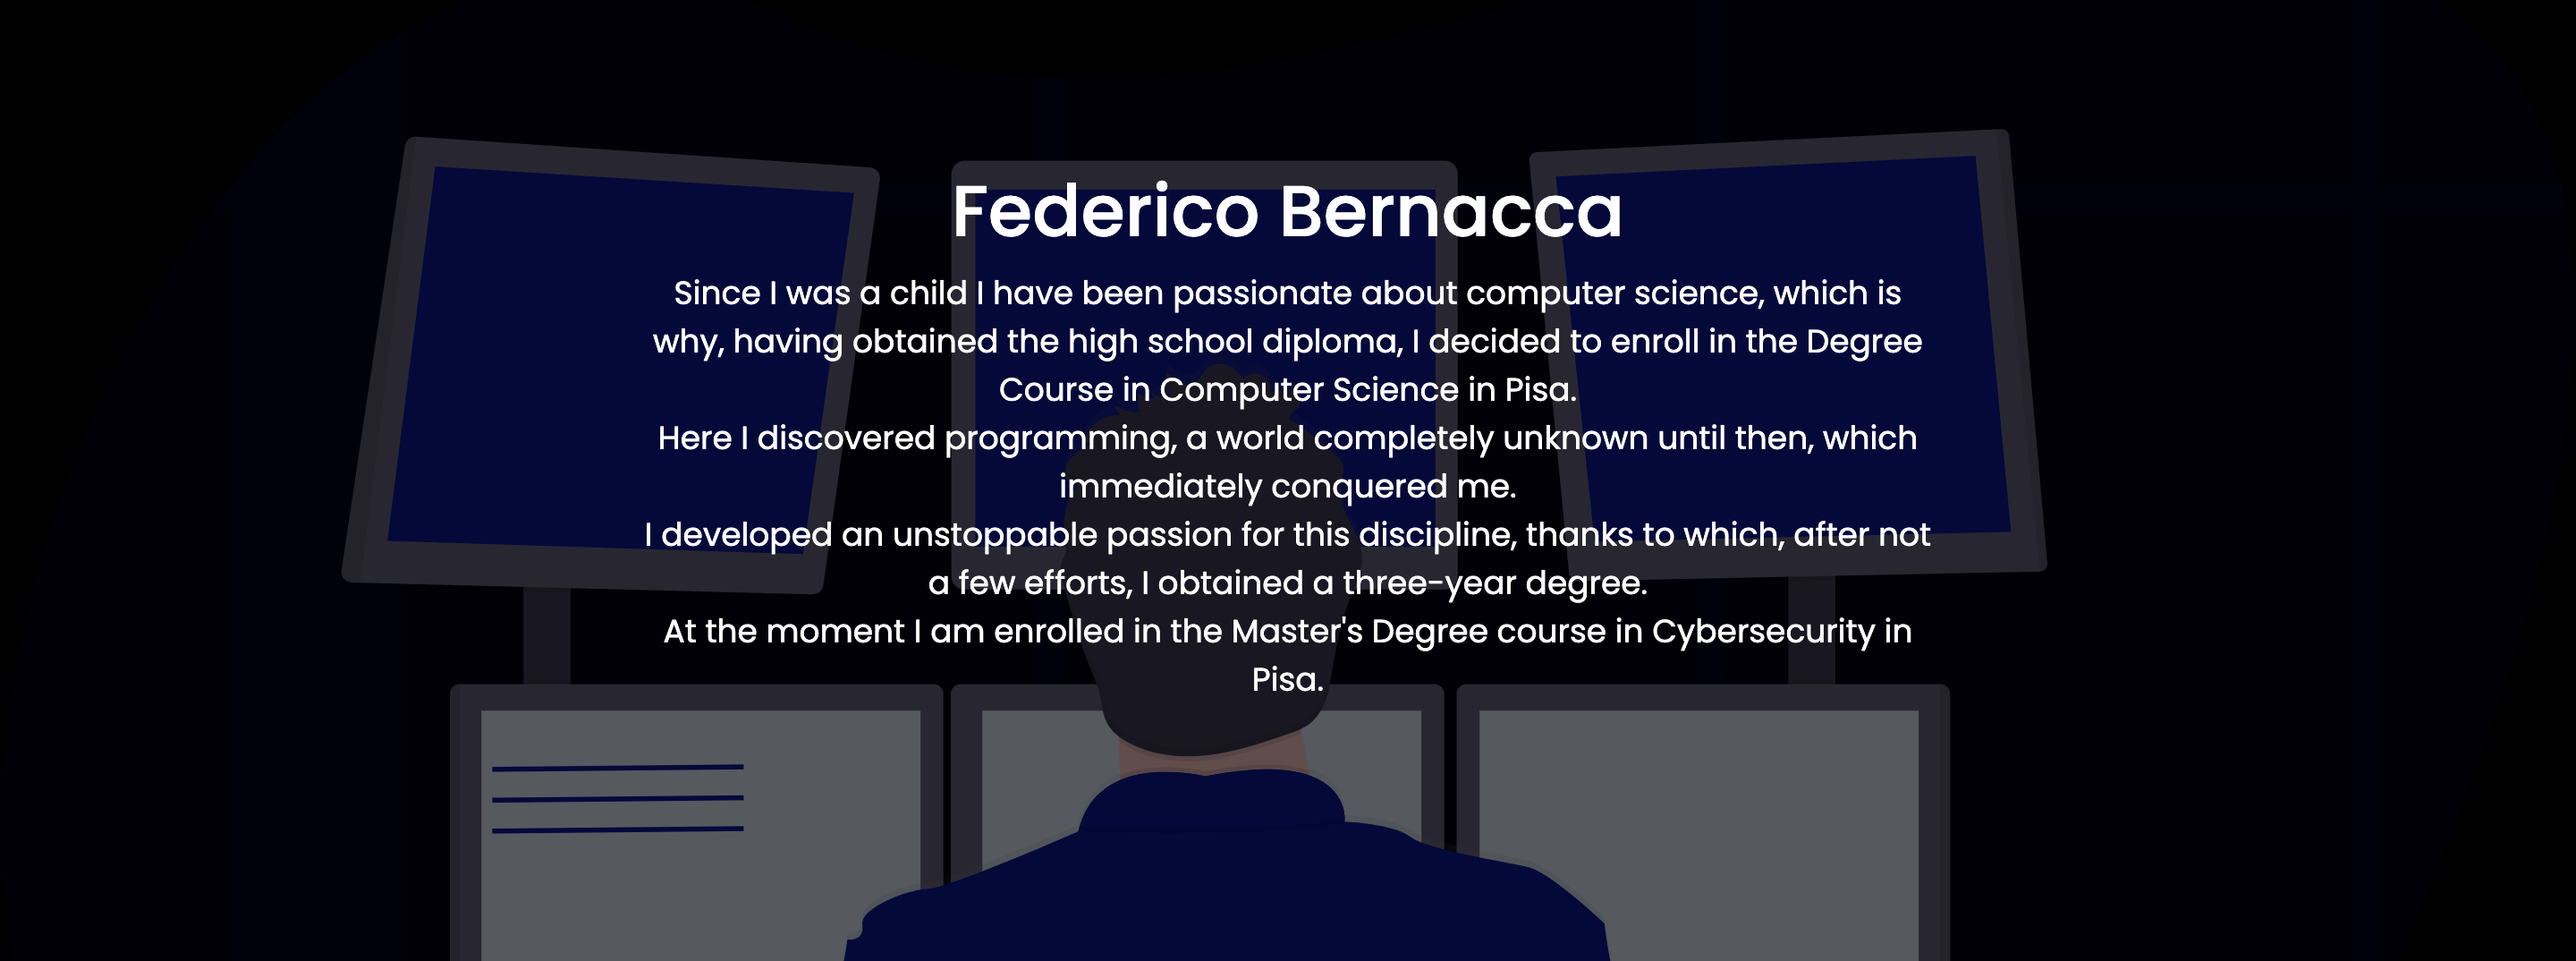 Federico Bernacca
Since I was a child I have been passionate about computer science, which is
why, having obtained the high school diploma, I decided to enroll in the Degree
Course in Computer Science in Pisa.
Here I discovered programming, a world completely unknown until then, which
immediately conquered me.
I developed an unstoppable passion for this discipline, thanks to which, after not
a few efforts, I obtained a three-year degree.
At the moment I am enrolled in the Master's Degree course in Cybersecurity in
Pisa.